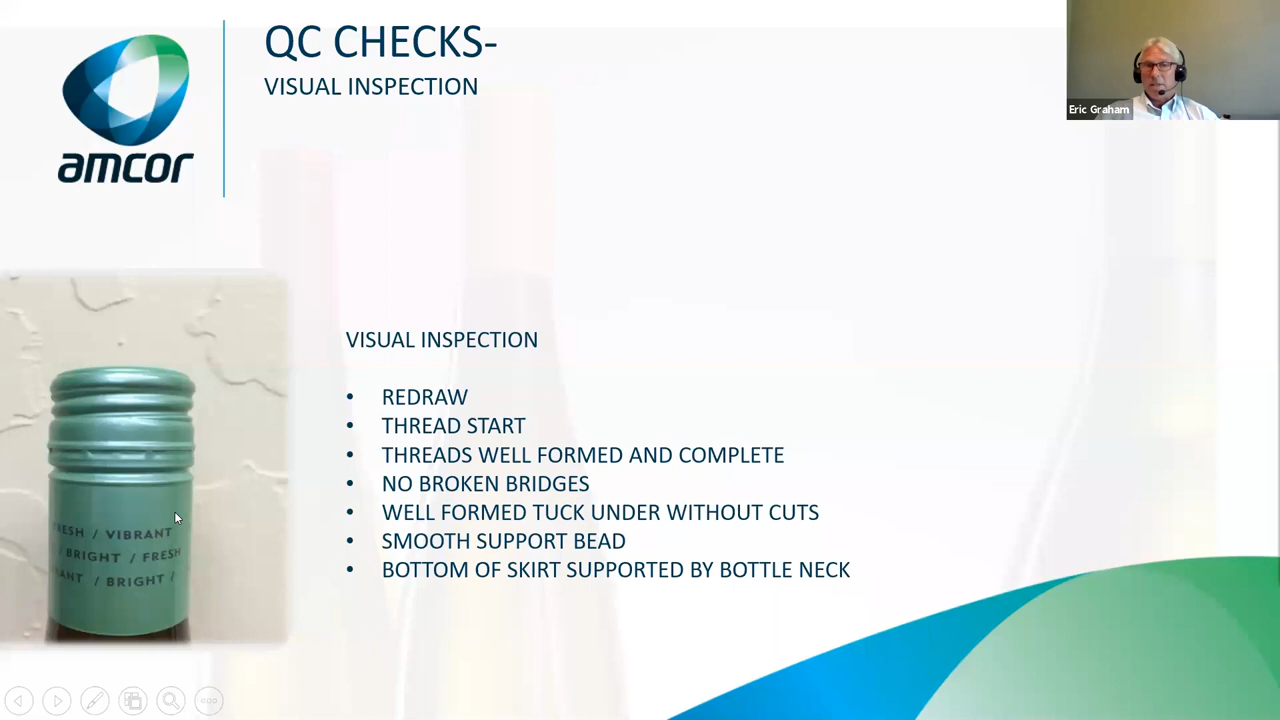 QC CHECKS-
VISUAL INSPECTION
Eric Graham
amcor
VISUAL INSPECTION
• REDRAW
• THREAD START
• THREADS WELL FORMED AND COMPLETE
• NO BROKEN BRIDGES
• WELL FORMED TUCK UNDER WITHOUT CUTS
• SMOOTH SUPPORT BEAD
• BOTTOM OF SKIRT SUPPORTED BY BOTTLE NECK
/ VIBRANT
/ BRIGHT / FRESH
/ BRIGHT /